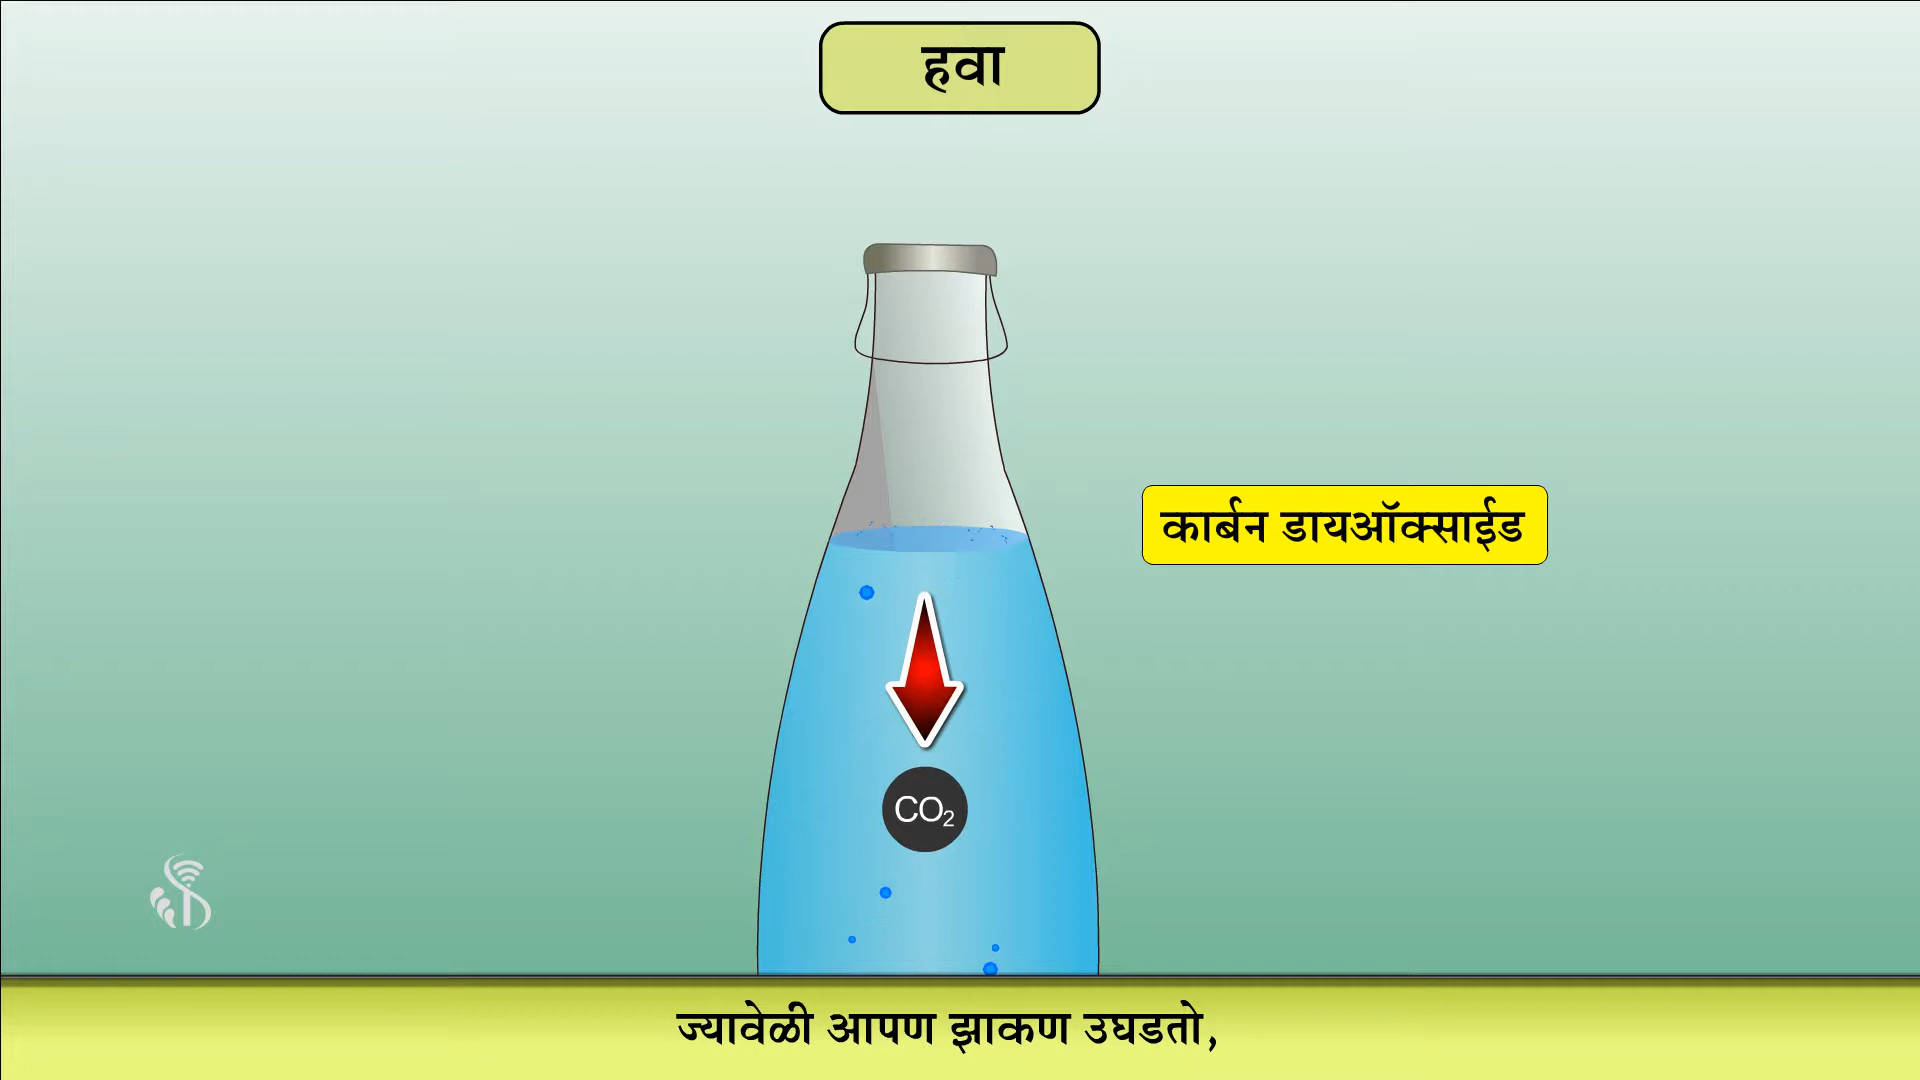 हवा
कार्बन डायऑक्साईड
CO₂
ज्यावेळी आपण झाकण उघडतो,